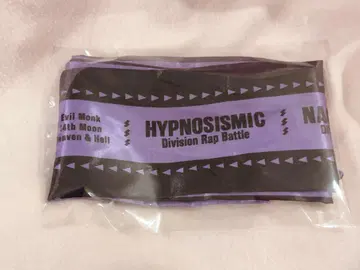 Evil Monk
14th Moon
Heaven & Hell
HYPNOSISMIC
Division Rap Battle
NA
D